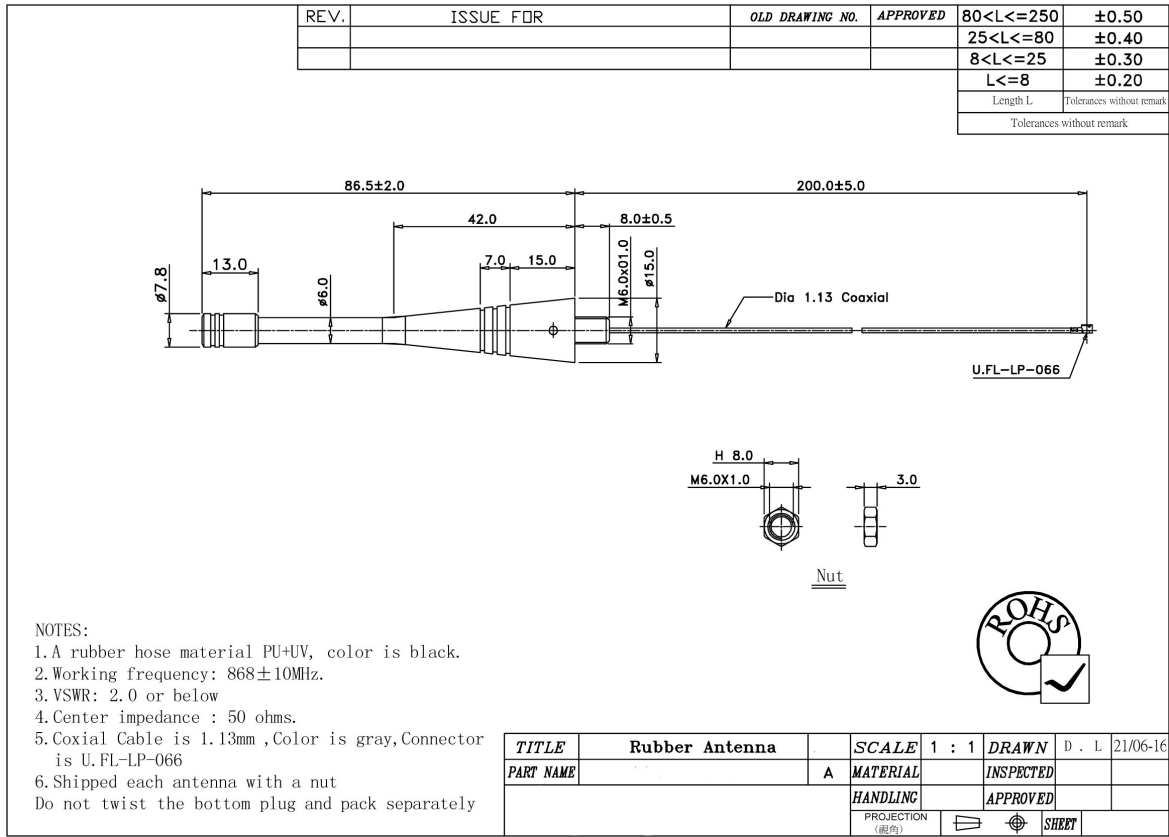 REV. ISSUE FOR OLD DRAWING NO. APPROVED 80<L<=250 ±0.50
25<L<=80 ±0.40
8<L<=25 ±0.30
L<=8 ±0.20
Length L Tolerances without remark
Tolerances without remark
86.5±2.0 200.0±5.0
42.0 8.0±0.5
13.0 7.0 15.0
ø7.8 ø6.0 M6.0x01.0 ø15.0
Dia 1.13 Coaxial
U.FL-LP-066
H 8.0
M6.0X1.0 3.0
Nut
ROHS
NOTES:
1.A rubber hose material PU+UV, color is black.
2.Working frequency: 868±10MHz.
3.VSWR: 2.0 or below
4.Center impedance : 50 ohms.
5.Coxial Cable is 1.13mm ,Color is gray,Connector
is U.FL-LP-066
6.Shipped each antenna with a nut
Do not twist the bottom plug and pack separately
TITLE Rubber Antenna SCALE 1 : 1 DRAWN D . L 21/06-16
PART NAME A MATERIAL INSPECTED
HANDLING APPROVED
PROJECTION SHEET
(視角)